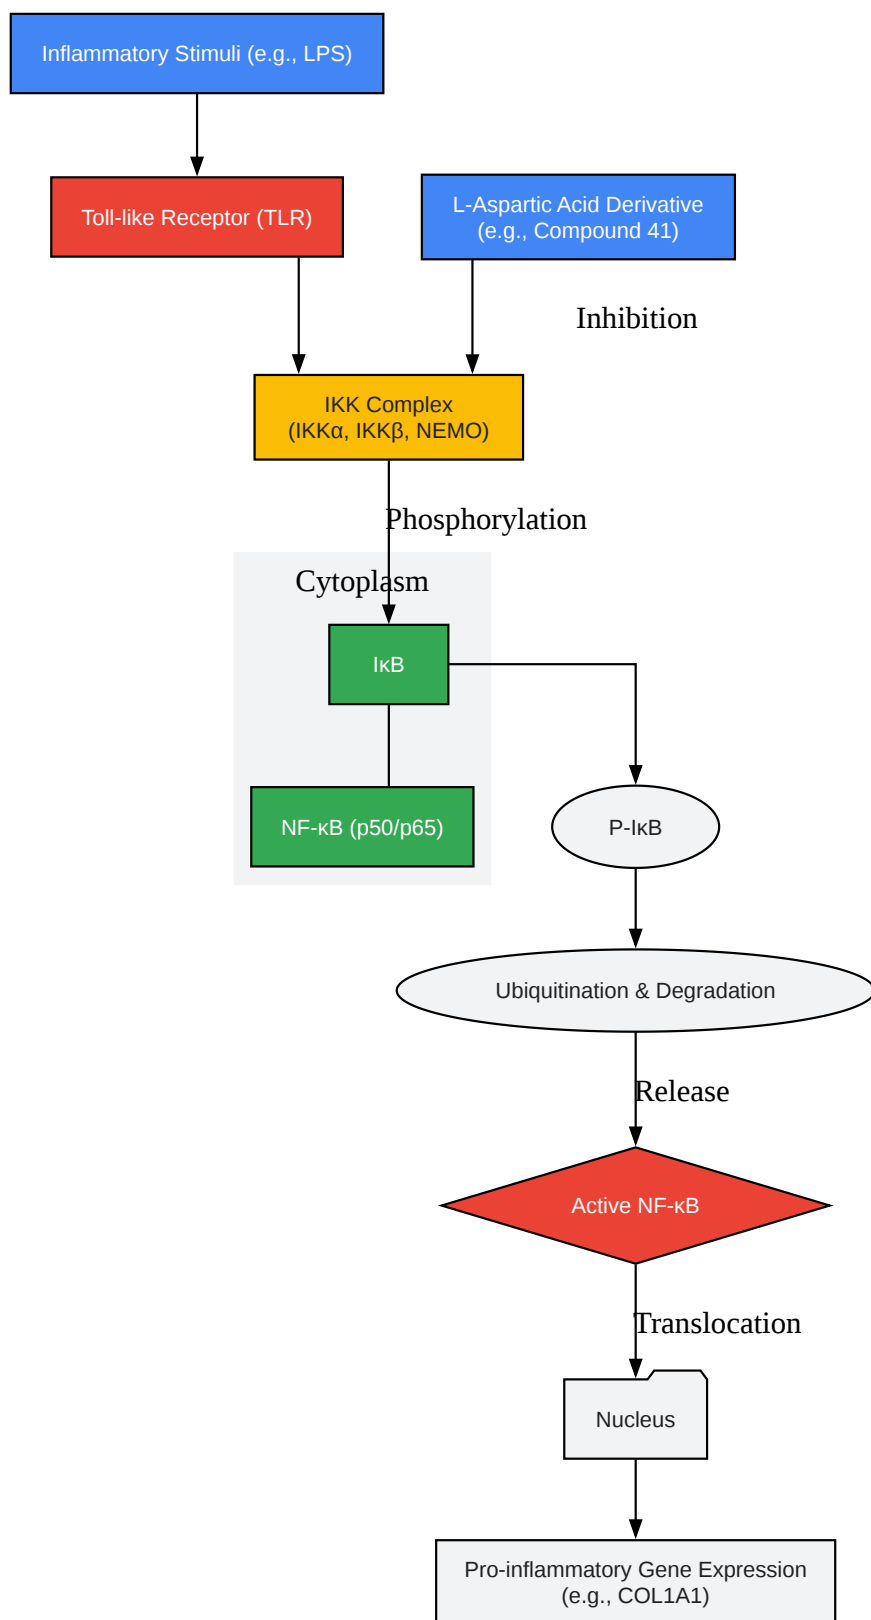 Inflammatory Stimuli (e.g., LPS)
Toll-like Receptor (TLR)
L-Aspartic Acid Derivative
(e.g., Compound 41)
Inhibition
IKK Complex
(IKKα, IKKβ, NEMO)
Phosphorylation
Cytoplasm
IκB
NF-κB (p50/p65)
P-IκB
Ubiquitination & Degradation
Release
Active NF-κB
Translocation
Nucleus
Pro-inflammatory Gene Expression
(e.g., COL1A1)